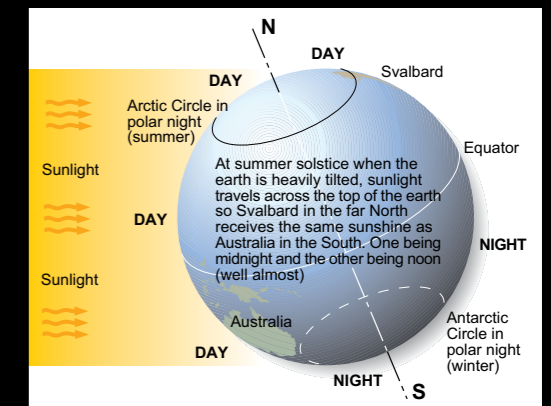 N
DAY
Svalbard
DAY
Arctic Circle in
polar night
(summer)
Equator
Sunlight
At summer solstice when the
earth is heavily tilted, sunlight
travels across the top of the earth
so Svalbard in the far North
receives the same sunshine as
Australia in the South. One being
midnight and the other being noon
(well almost)
DAY
NIGHT
Sunlight
Australia
Antarctic
Circle in
polar night
(winter)
DAY
NIGHT
S